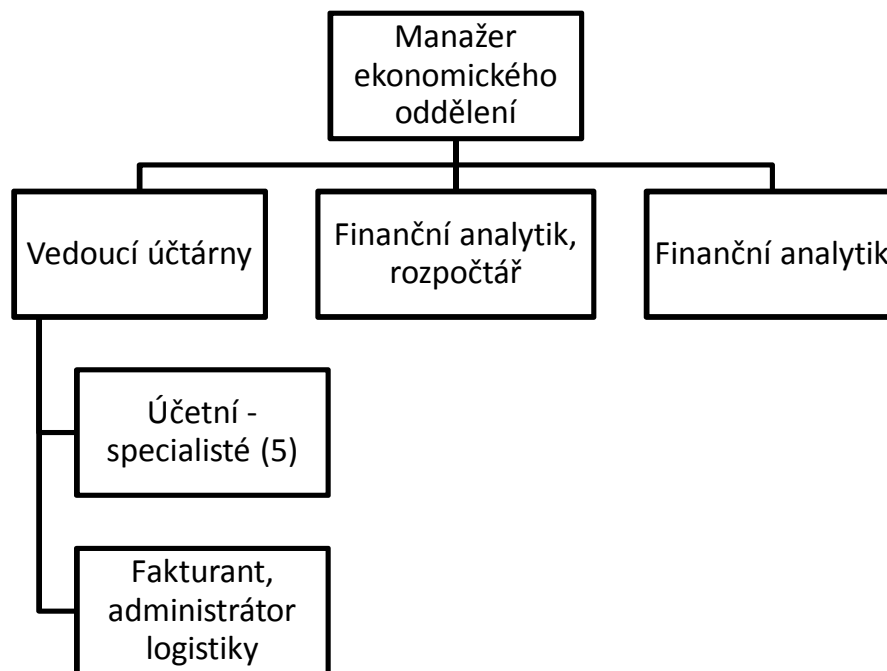 Manažer
ekonomického
oddělení
Vedoucí účtárny
Finanční analytik,
rozpočtář
Finanční analytik
Účetní -
specialisté (5)
Fakturant,
administrátor
logistiky